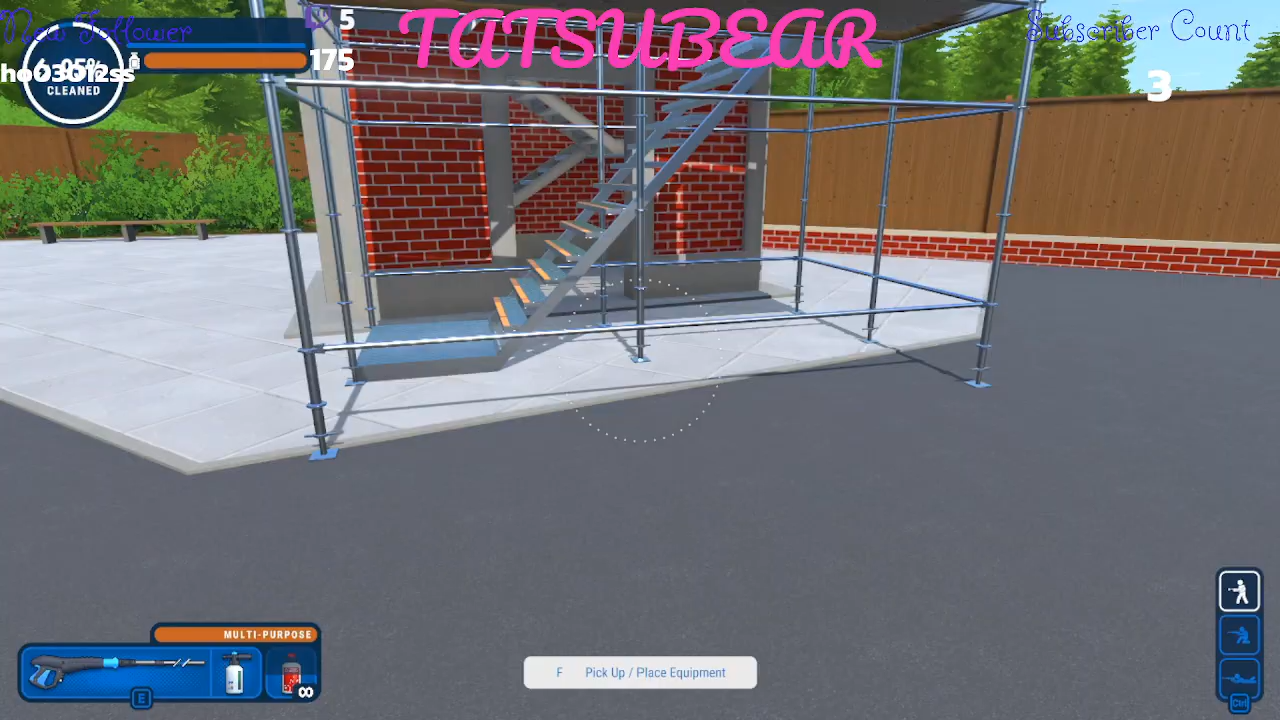 New Follower
5
TATSUBEAR
Subscriber Count
175
3
CLEANED
MULTI-PURPOSE
E
∞
F Pick Up / Place Equipment
Ctrl